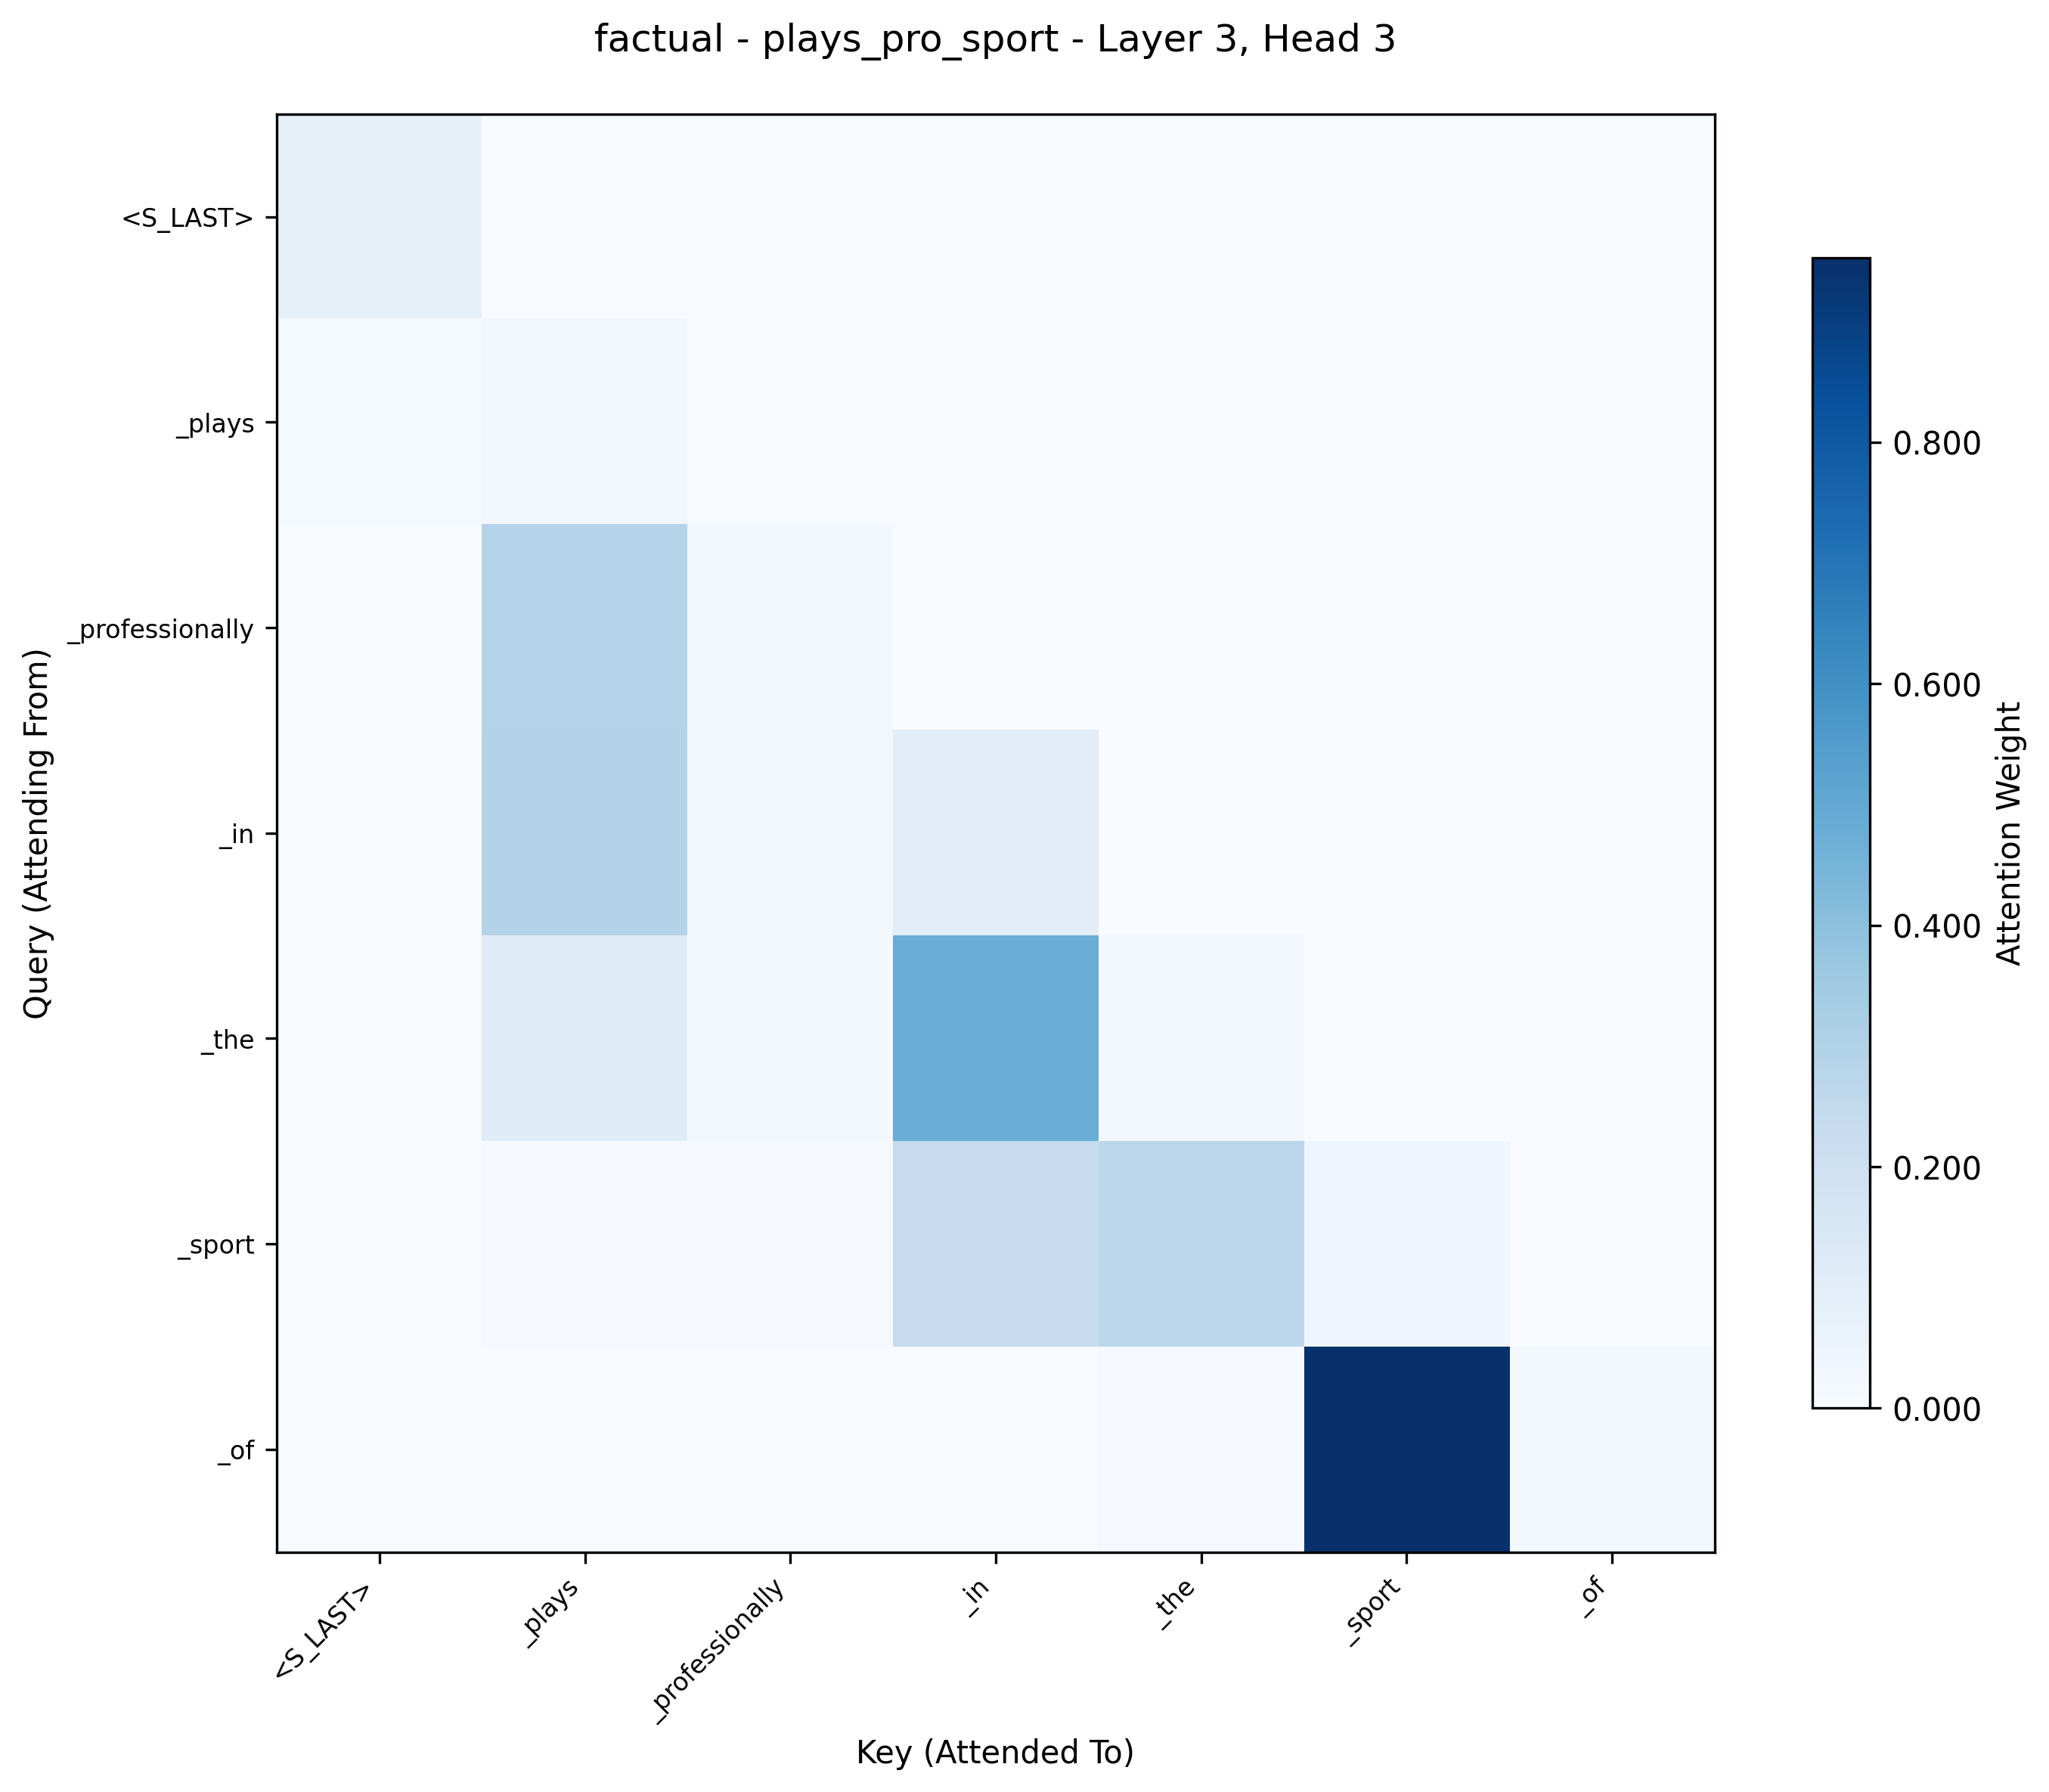 factual - plays_pro_sport - Layer 3, Head 3
Query (Attending From)
<S_LAST>
_plays
_professionally
_in
_the
_sport
_of
<S_LAST>
_plays
_professionally
_in
_the
_sport
_of
Key (Attended To)
0.800
0.600
0.400
0.200
0.000
Attention Weight